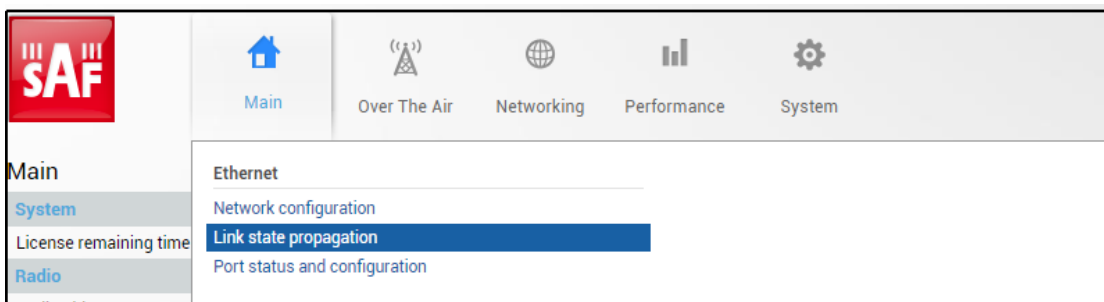 SAF
Main
Over The Air
Networking
Performance
System
Main
System
License remaining time
Radio
Ethernet
Network configuration
Link state propagation
Port status and configuration